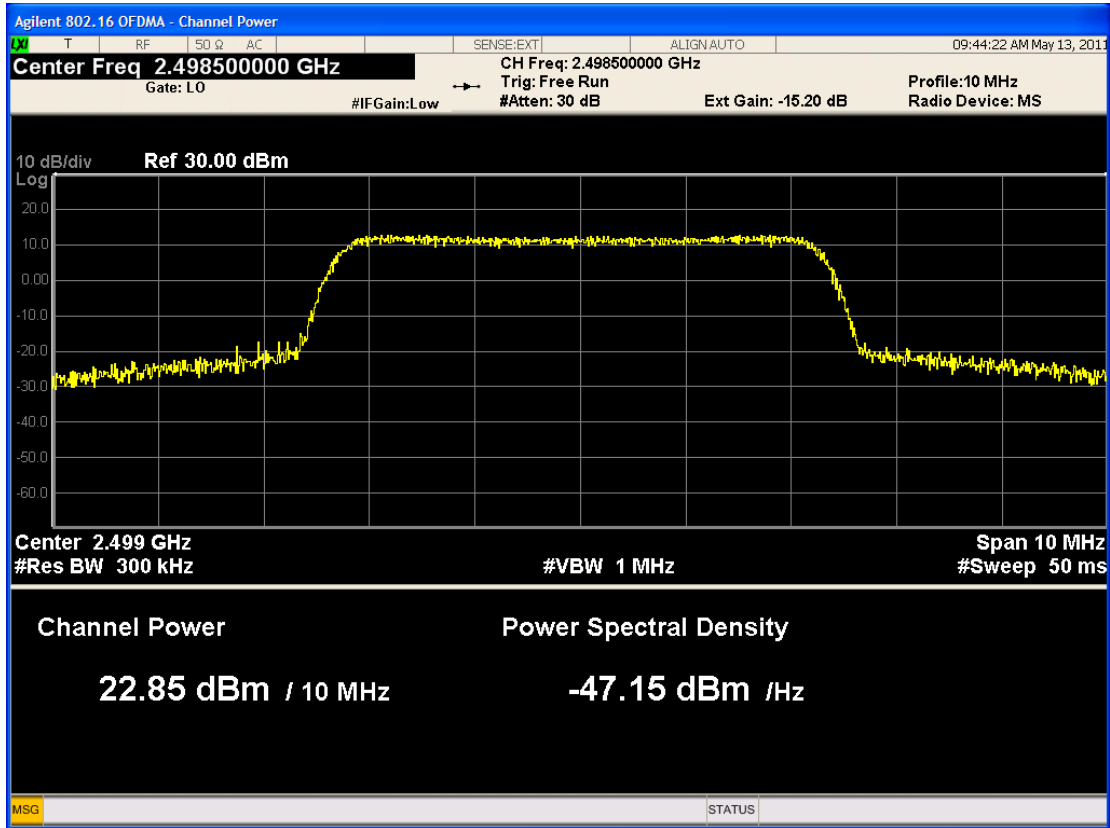 Agilent 802.16 OFDMA - Channel Power
LXI T RF 50 Ω AC SENSE:EXT ALIGN AUTO 09:44:22 AM May 13, 2011
Center Freq 2.498500000 GHz CH Freq: 2.498500000 GHz
Gate: LO Trig: Free Run Profile:10 MHz
#IFGain:Low #Atten: 30 dB Ext Gain: -15.20 dB Radio Device: MS
10 dB/div Ref 30.00 dBm
Log
20.0
10.0
0.00
-10.0
-20.0
-30.0
-40.0
-50.0
-60.0
Center 2.499 GHz Span 10 MHz
#Res BW 300 kHz #VBW 1 MHz #Sweep 50 ms
Channel Power Power Spectral Density
22.85 dBm / 10 MHz -47.15 dBm /Hz
MSG STATUS